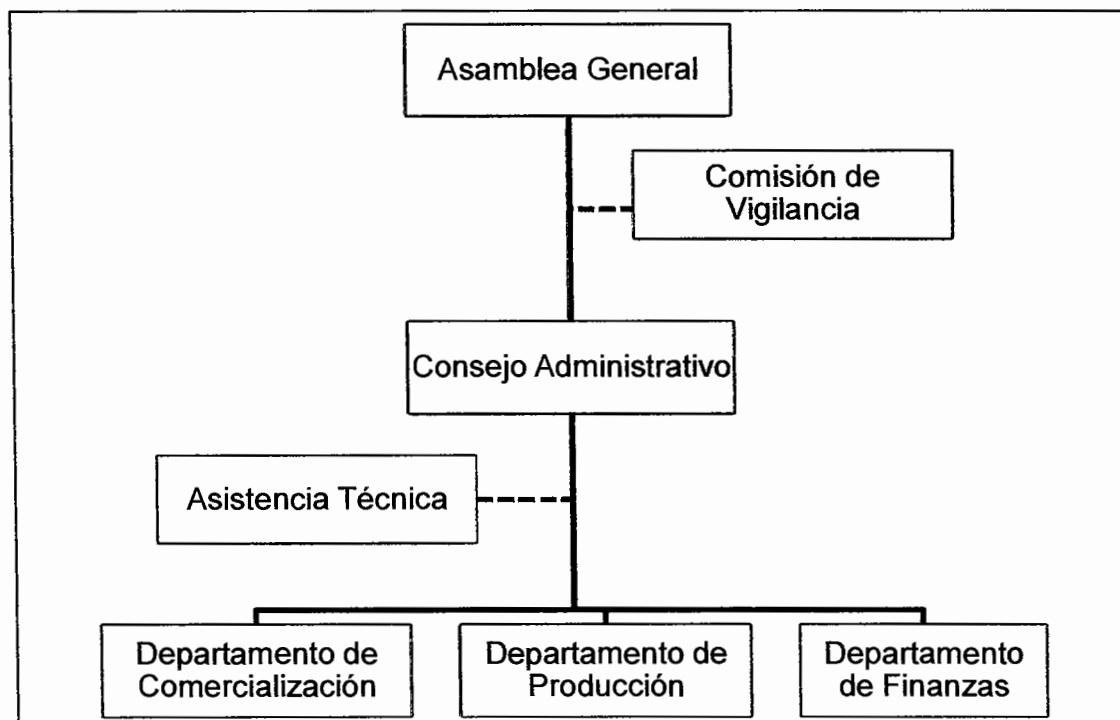 Asamblea General
Comisión de
Vigilancia
Consejo Administrativo
Asistencia Técnica
Departamento de
Comercialización
Departamento de
Producción
Departamento
de Finanzas